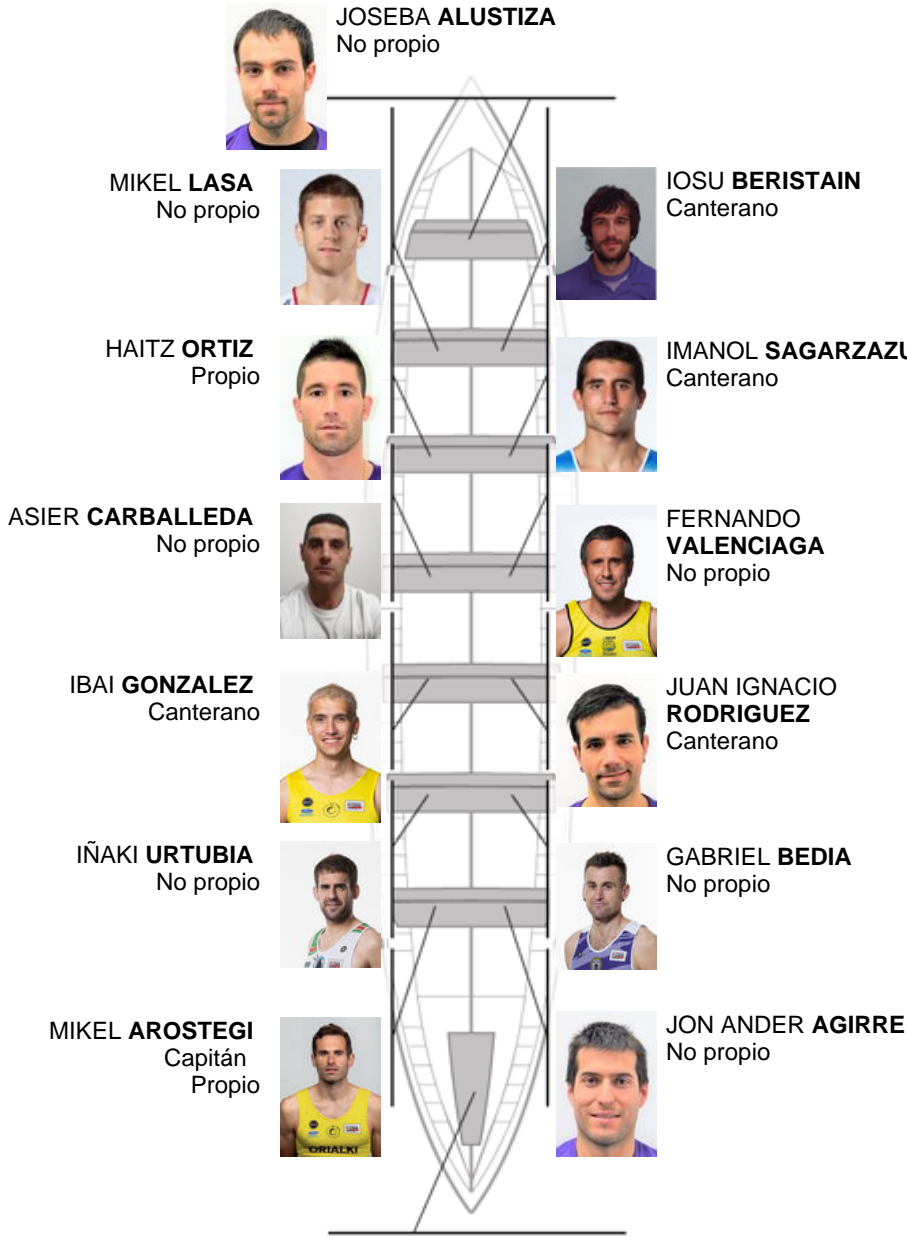 JOSEBA ALUSTIZA
No propio
MIKEL LASA
No propio
IOSU BERISTAIN
Canterano
HAITZ ORTIZ
Propio
IMANOL SAGARZAZU
Canterano
ASIER CARBALLEDA
No propio
FERNANDO
VALENCIAGA
No propio
IBAI GONZALEZ
Canterano
JUAN IGNACIO
RODRIGUEZ
Canterano
IÑAKI URTUBIA
No propio
GABRIEL BEDIA
No propio
MIKEL AROSTEGI
Capitán
Propio
ORIALKI
JON ANDER AGIRRE
No propio